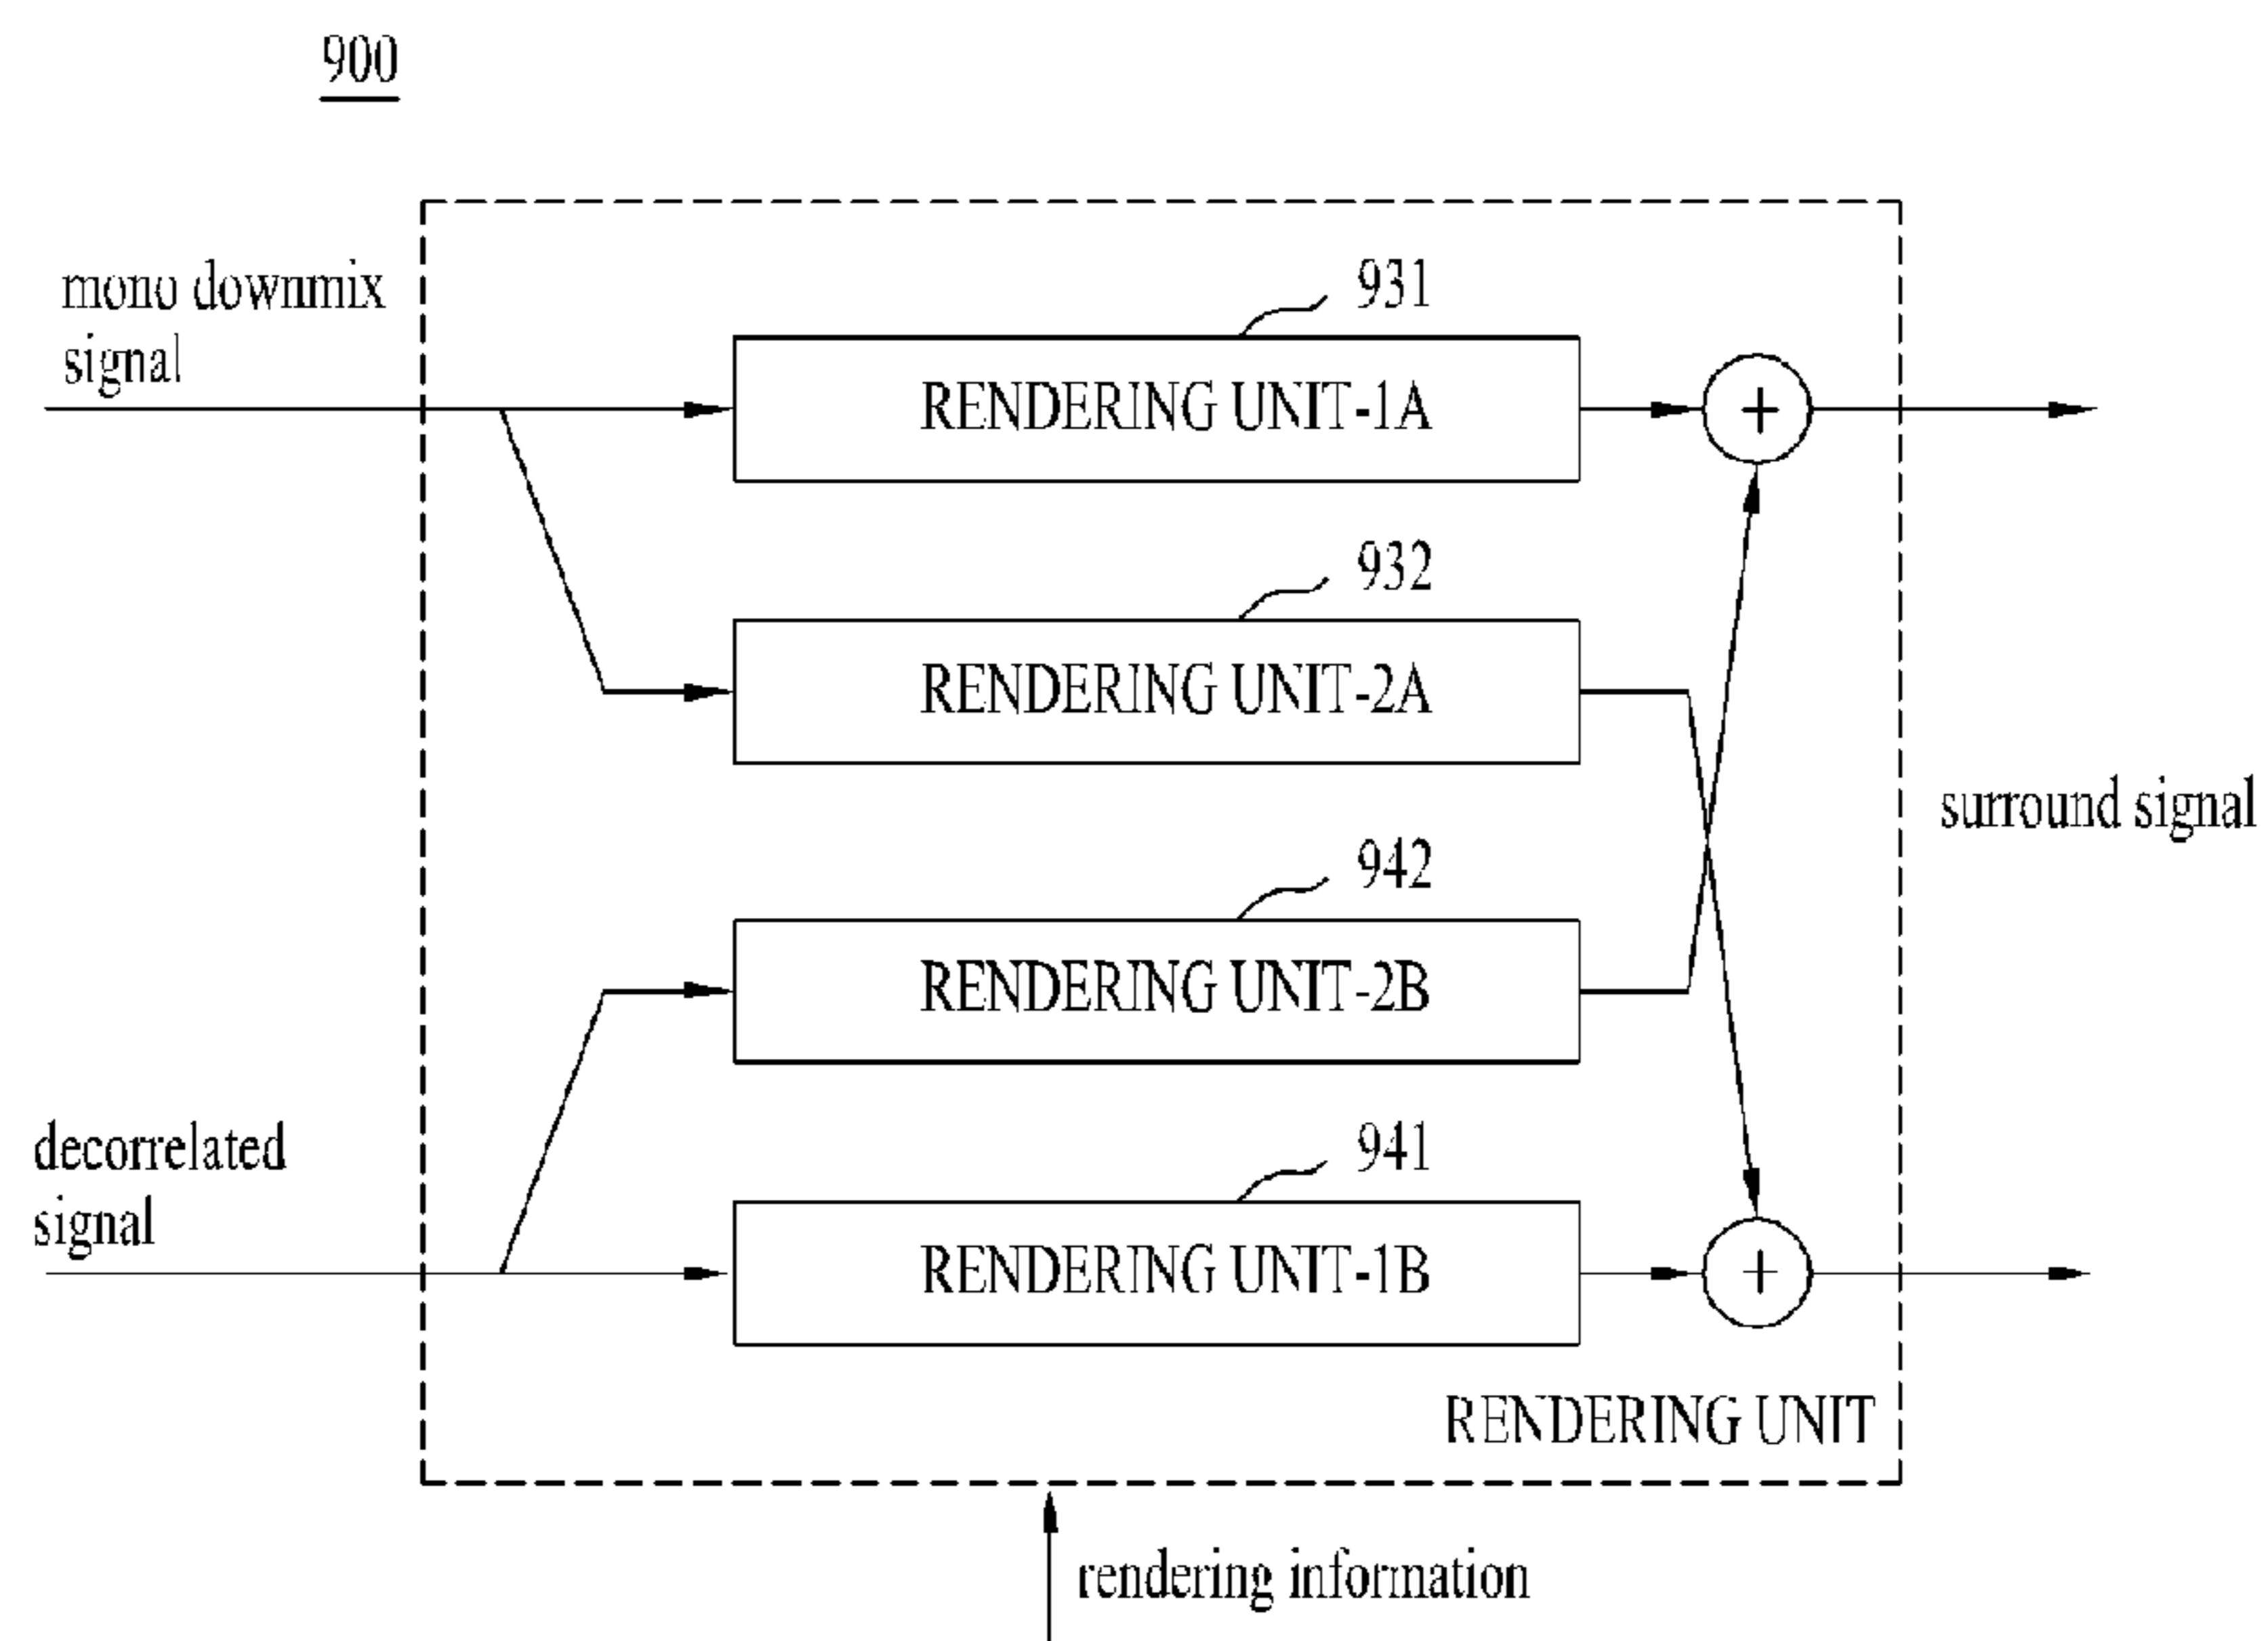 900
mono downmix
signal
931
RENDERING UNIT-1A
+
932
RENDERING UNIT-2A
surround signal
942
RENDERING UNIT-2B
decorrelated
signal
941
RENDERING UNIT-1B
+
RENDERING UNIT
rendering information